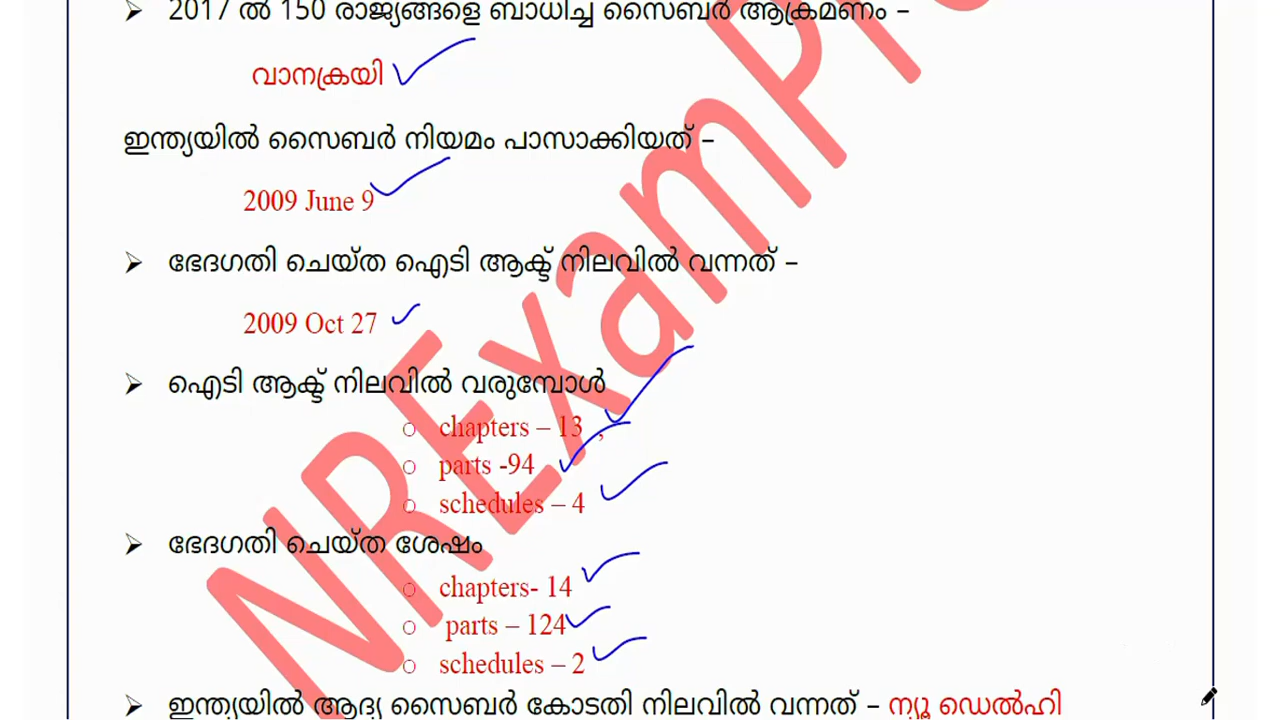 ➢ 2017 ൽ 150 രാജ്യങ്ങളെ ബാധിച്ച സൈബർ ആക്രമണം –
വാനക്രയി
ഇന്ത്യയിൽ സൈബർ നിയമം പാസാക്കിയത് –
2009 June 9
➢ ഭേദഗതി ചെയ്ത ഐടി ആക്ട് നിലവിൽ വന്നത് –
2009 Oct 27
➢ ഐടി ആക്ട് നിലവിൽ വരുമ്പോൾ
o chapters – 13 ,
o parts -94
o schedules – 4
➢ ഭേദഗതി ചെയ്ത ശേഷം
o chapters- 14
o parts – 124
o schedules – 2
➢ ഇന്ത്യയിൽ ആദ്യ സൈബർ കോടതി നിലവിൽ വന്നത് – ന്യൂ ഡെൽഹി